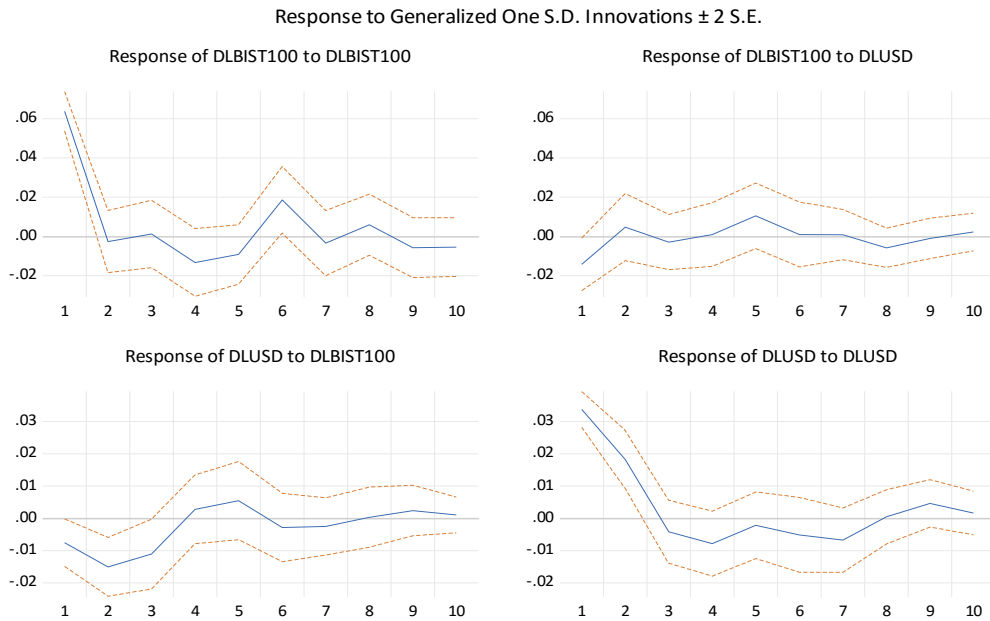 Response to Generalized One S.D. Innovations ± 2 S.E.
Response of DLBIST100 to DLBIST100
.06
.04
.02
.00
-.02
1 2 3 4 5 6 7 8 9 10
Response of DLBIST100 to DLUSD
.06
.04
.02
.00
-.02
1 2 3 4 5 6 7 8 9 10
Response of DLUSD to DLBIST100
.03
.02
.01
.00
-.01
-.02
1 2 3 4 5 6 7 8 9 10
Response of DLUSD to DLUSD
.03
.02
.01
.00
-.01
-.02
1 2 3 4 5 6 7 8 9 10